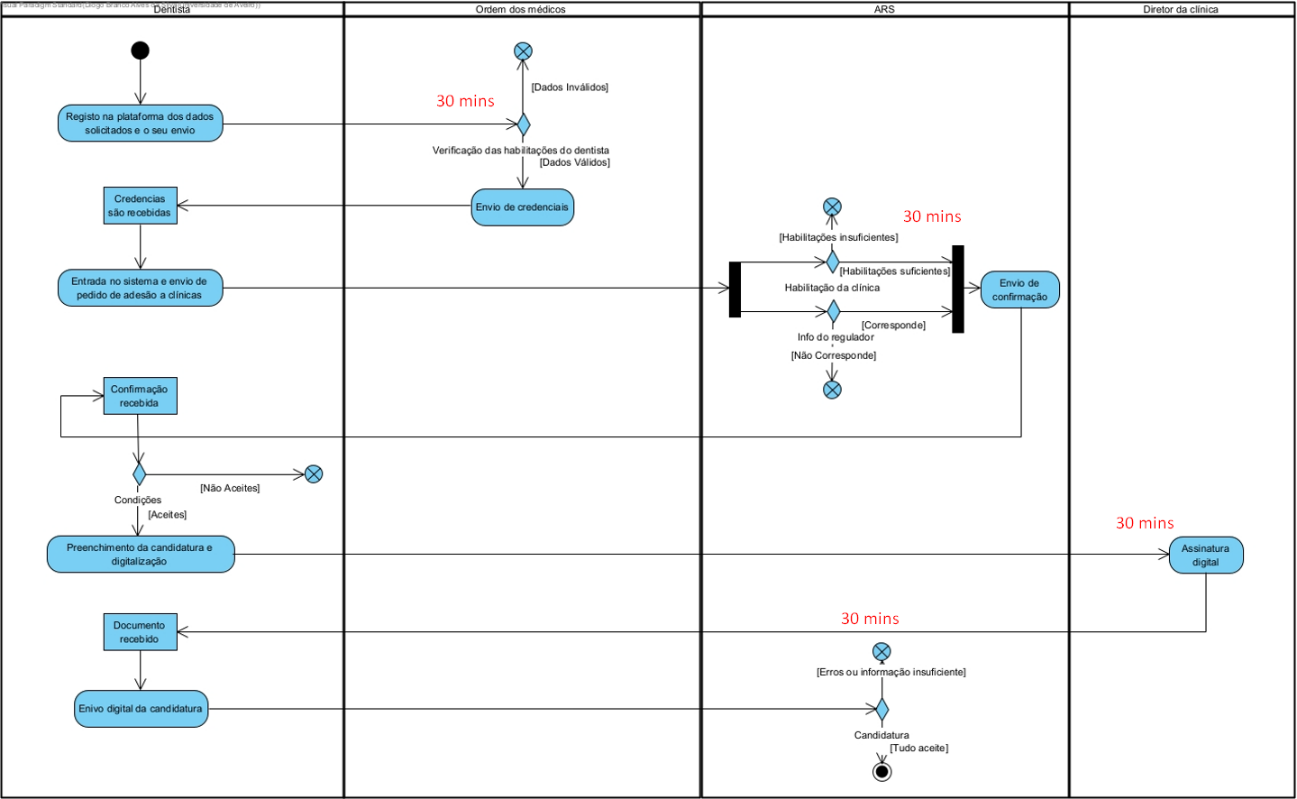 Dentista
Ordem dos médicos
ARS
Diretor da clínica
[Dados Inválidos]
30 mins
Registo na plataforma dos dados
solicitados e o seu envio
Verificação das habilitações do dentista
[Dados Válidos]
Credencias
são recebidas
Envio de credenciais
30 mins
[Habilitações insuficientes]
[Habilitações suficientes]
Entrada no sistema e envio de
pedido de adesão a clínicas
Habilitação da clínica
Envio de
confirmação
[Corresponde]
Info do regulador
[Não Corresponde]
Confirmação
recebida
[Não Aceites]
Condições
[Aceites]
30 mins
Preenchimento da candidatura e
digitalização
Assinatura
digital
30 mins
Documento
recebido
[Erros ou informação insuficiente]
Enivo digital da candidatura
Candidatura
[Tudo aceite]